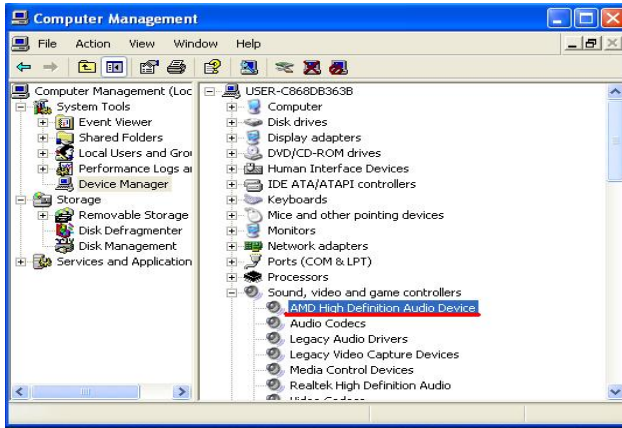 Computer Management
File Action View Window Help
Computer Management (Loc
System Tools
Event Viewer
Shared Folders
Local Users and Grou
Performance Logs a
Device Manager
Storage
Removable Storage
Disk Defragmenter
Disk Management
Services and Application
USER-C868DB363B
Computer
Disk drives
Display adapters
DVD/CD-ROM drives
Human Interface Devices
IDE ATA/ATAPI controllers
Keyboards
Mice and other pointing devices
Monitors
Network adapters
Ports (COM & LPT)
Processors
Sound, video and game controllers
AMD High Definition Audio Device
Audio Codecs
Legacy Audio Drivers
Legacy Video Capture Devices
Media Control Devices
Realtek High Definition Audio
Video Codecs